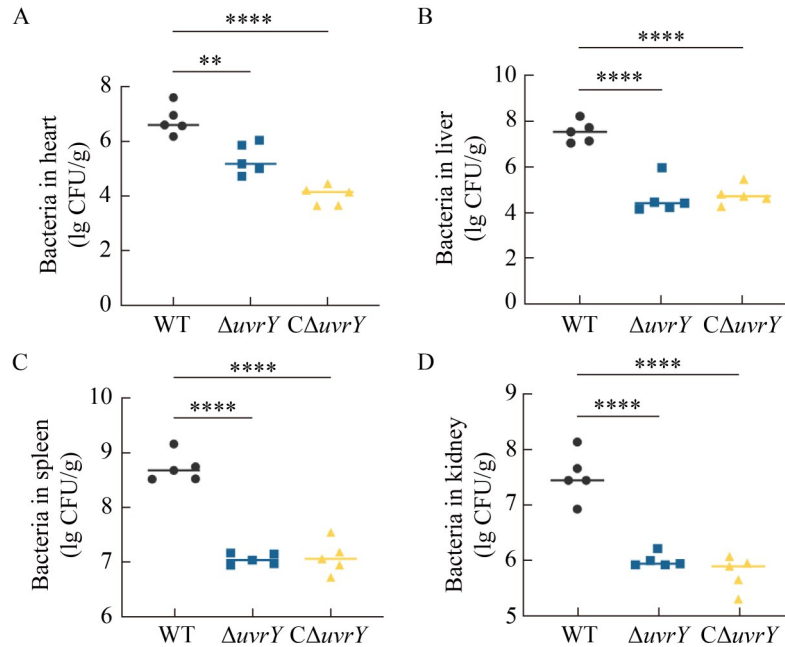 A
****
**
Bacteria in heart
(lg CFU/g)
8
6
4
2
0
WT ΔuvrY CΔuvrY
B
****
****
Bacteria in liver
(lg CFU/g)
10
8
6
4
2
0
WT ΔuvrY CΔuvrY
C
****
****
Bacteria in spleen
(lg CFU/g)
10
9
8
7
6
WT ΔuvrY CΔuvrY
D
****
****
Bacteria in kidney
(lg CFU/g)
9
8
7
6
5
WT ΔuvrY CΔuvrY